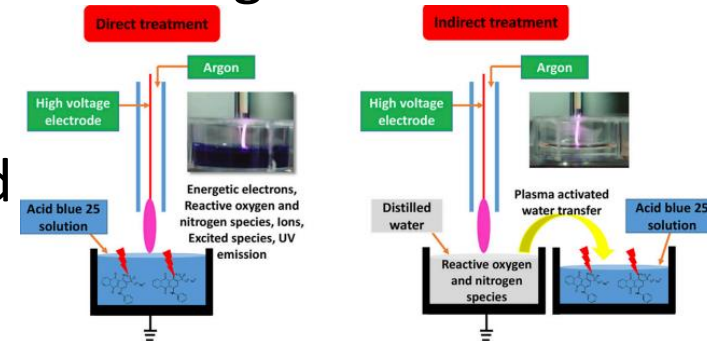 Direct treatment
Argon
High voltage
electrode
Energetic electrons,
Reactive oxygen and
nitrogen species, Ions,
Excited species, UV
emission
Acid blue 25
solution
Indirect treatment
Argon
High voltage
electrode
Distilled
water
Plasma activated
water transfer
Acid blue 25
solution
Reactive oxygen
and nitrogen
species